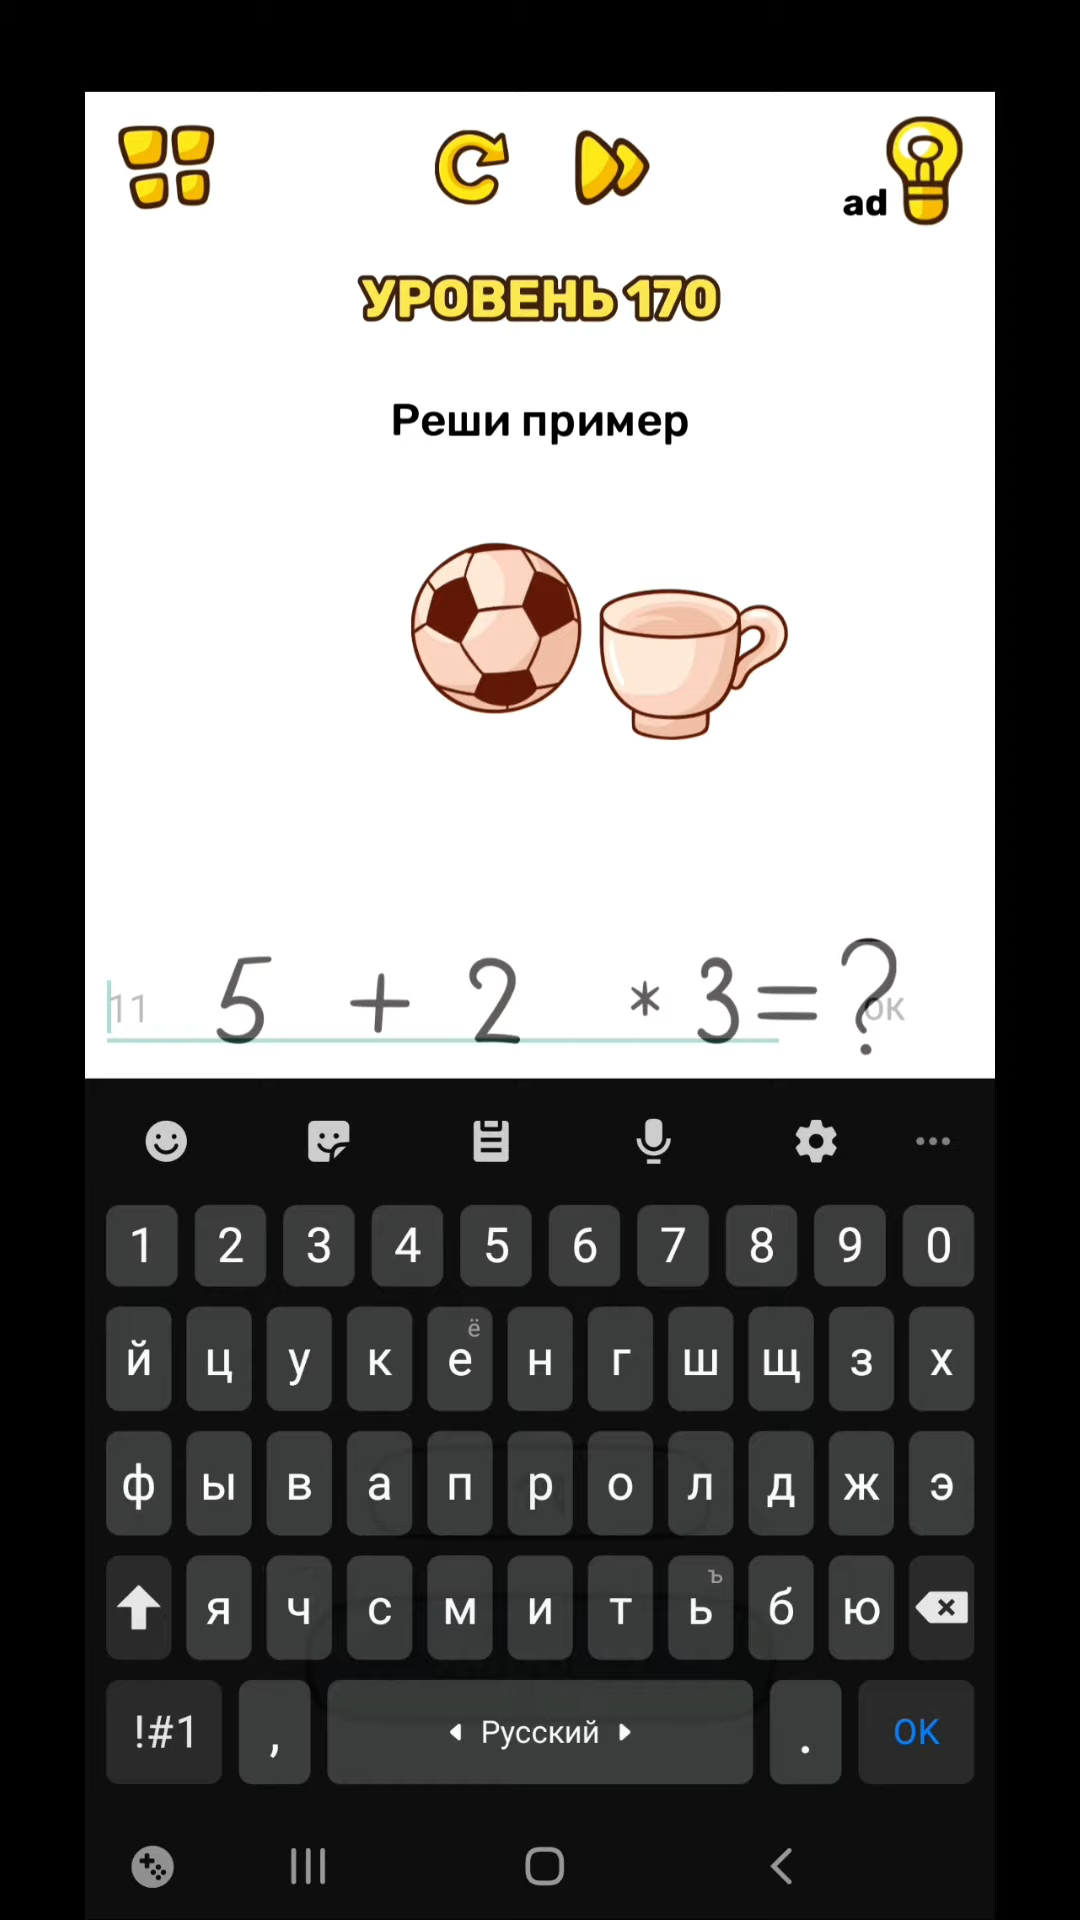 ad
УРОВЕНЬ 170
Реши пример
11 5 + 2 * 3 = ? ок
1 2 3 4 5 6 7 8 9 0
й ц у к е ё н г ш щ з х
ф ы в а п р о л д ж э
я ч с м и т ь ъ б ю
!#1 , Русский . OK